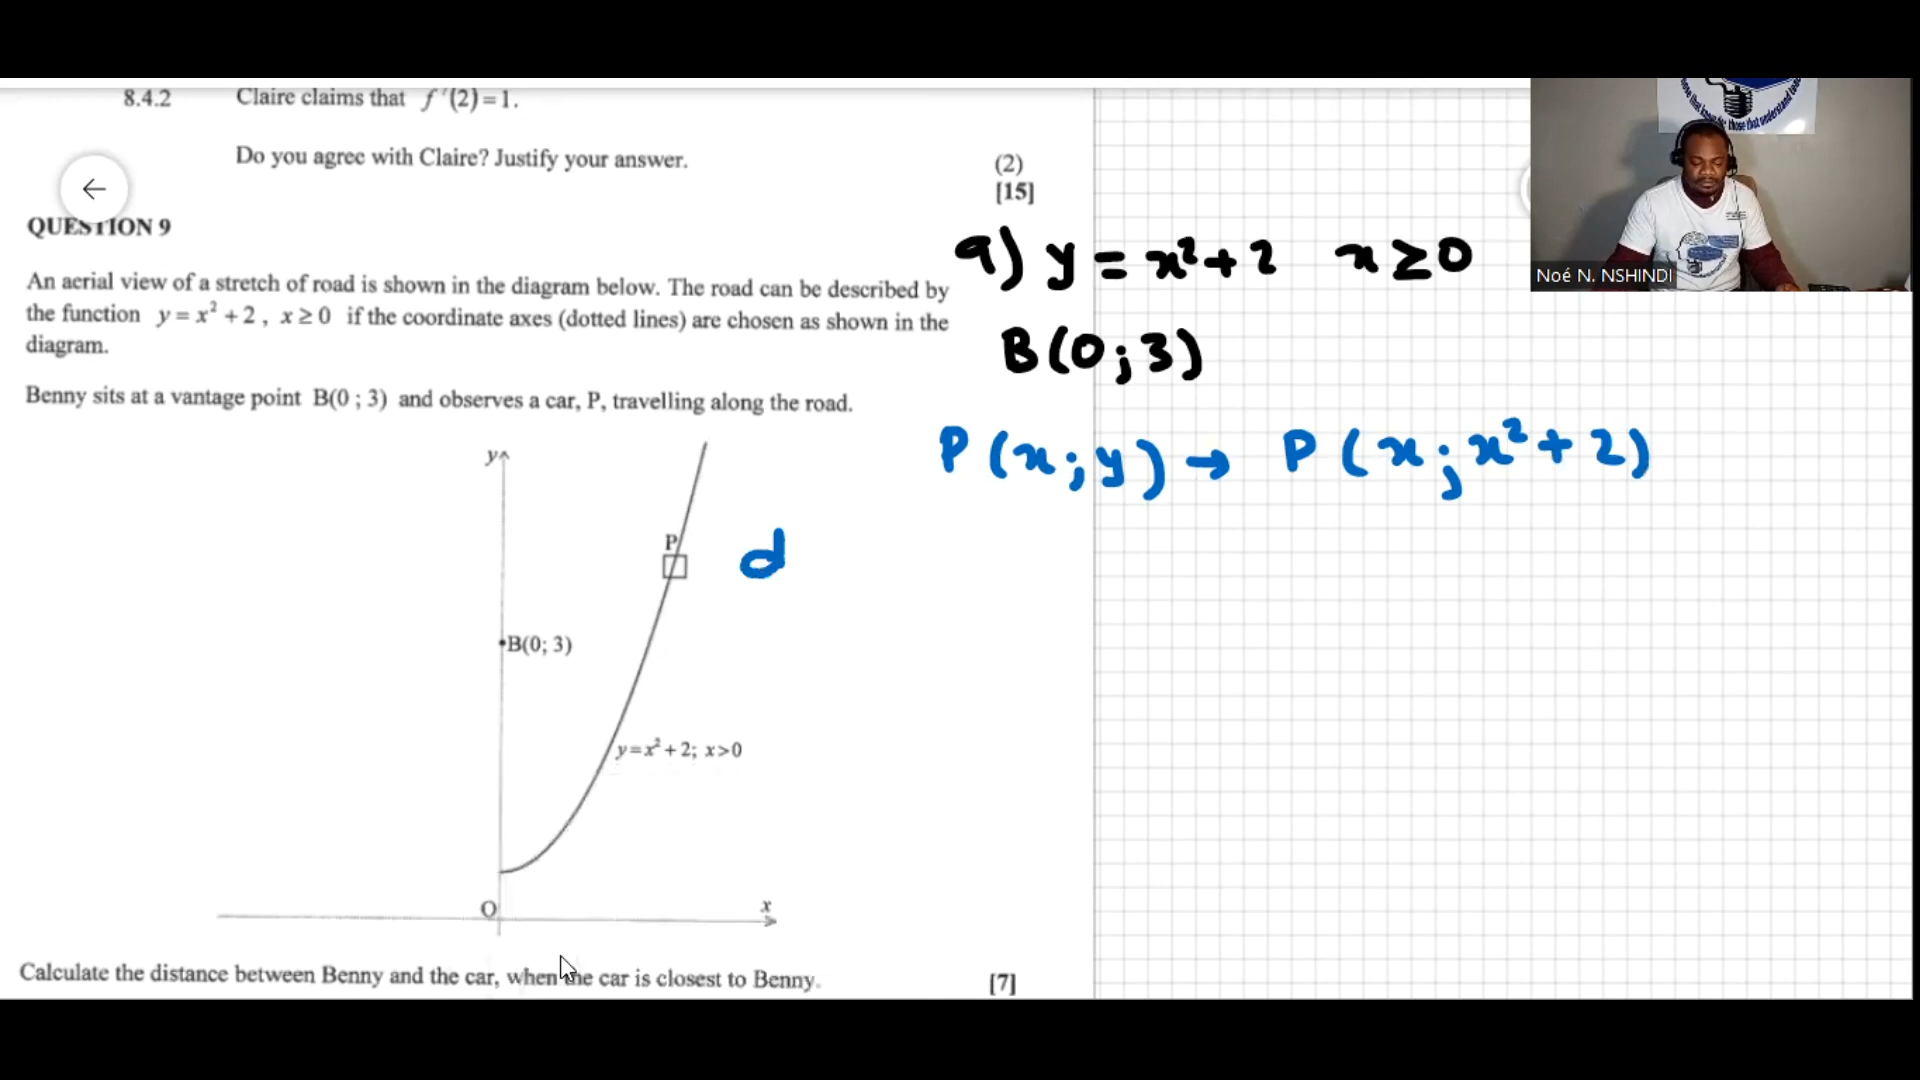 8.4.2 Claire claims that f ′(2) = 1.
Do you agree with Claire? Justify your answer.
(2)
[15]
QUESTION 9
An aerial view of a stretch of road is shown in the diagram below. The road can be described by
the function y = x² + 2 , x ≥ 0 if the coordinate axes (dotted lines) are chosen as shown in the
diagram.
Benny sits at a vantage point B(0 ; 3) and observes a car, P, travelling along the road.
y
P
d
B(0; 3)
y = x² + 2; x > 0
O
x
Calculate the distance between Benny and the car, when the car is closest to Benny.
[7]
9) y = x² + 2 x ≥ 0
B(0;3)
P(x;y) → P(x;x²+2)
Noé N. NSHINDI